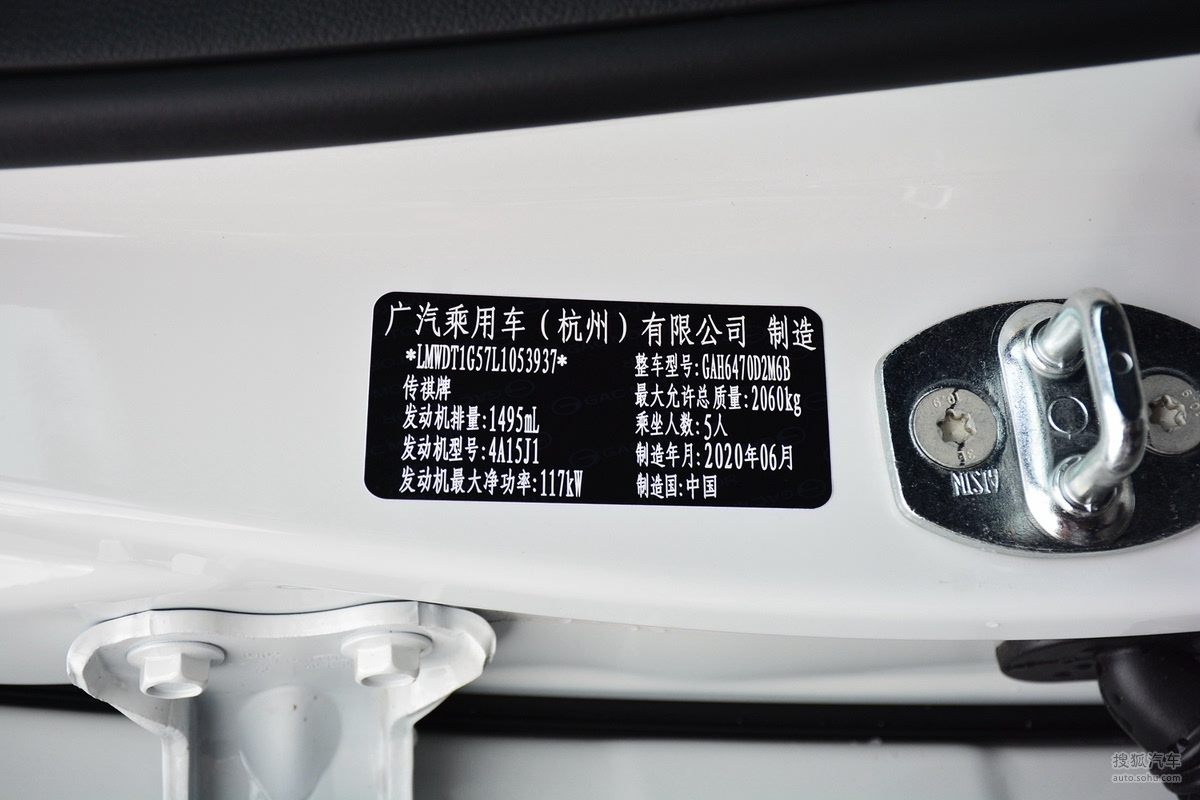 广汽乘用车（杭州）有限公司 制造
*LMWDT1G57L1053937*
传祺牌
发动机排量:1495mL
发动机型号:4A15J1
发动机最大净功率:117kW
整车型号:GAH6470D2M6B
最大允许总质量:2060kg
乘坐人数:5人
制造年月:2020年06月
制造国:中国
搜狐汽车
auto.sohu.com